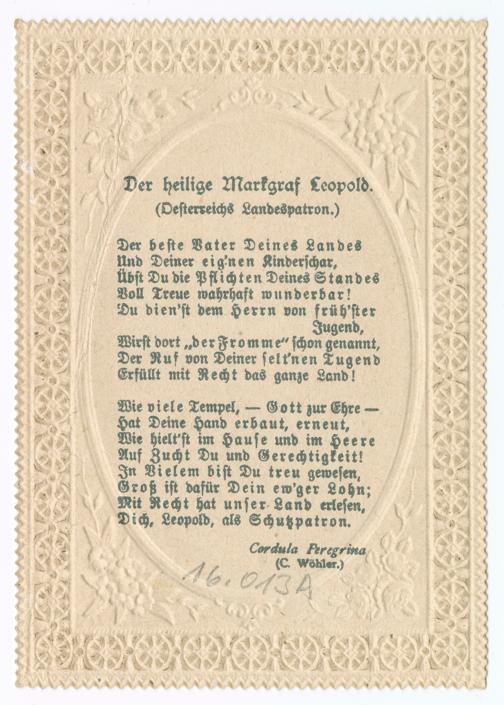 Der heilige Markgraf Leopold.
(Oesterreichs Landespatron.)
Der beste Vater Deines Landes
Und Deiner eig'nen Kinderschar,
Übst Du die Pflichten Deines Standes
Voll Treue wahrhaft wunderbar!
Du dien'st dem Herrn von früh'ster
Jugend,
Wirst dort „der Fromme" schon genannt,
Der Ruf von Deiner selt'nen Tugend
Erfüllt mit Recht das ganze Land!
Wie viele Tempel, — Gott zur Ehre —
Hat Deine Hand erbaut, erneut,
Wie hielt'st im Hause und im Heere
Auf Zucht Du und Gerechtigkeit!
In Vielem bist Du treu gewesen,
Groß ist dafür Dein ew'ger Lohn;
Mit Recht hat unser Land erlesen,
Dich, Leopold, als Schutzpatron.
Cordula Peregrina
(C. Wöhler.)
16.013A